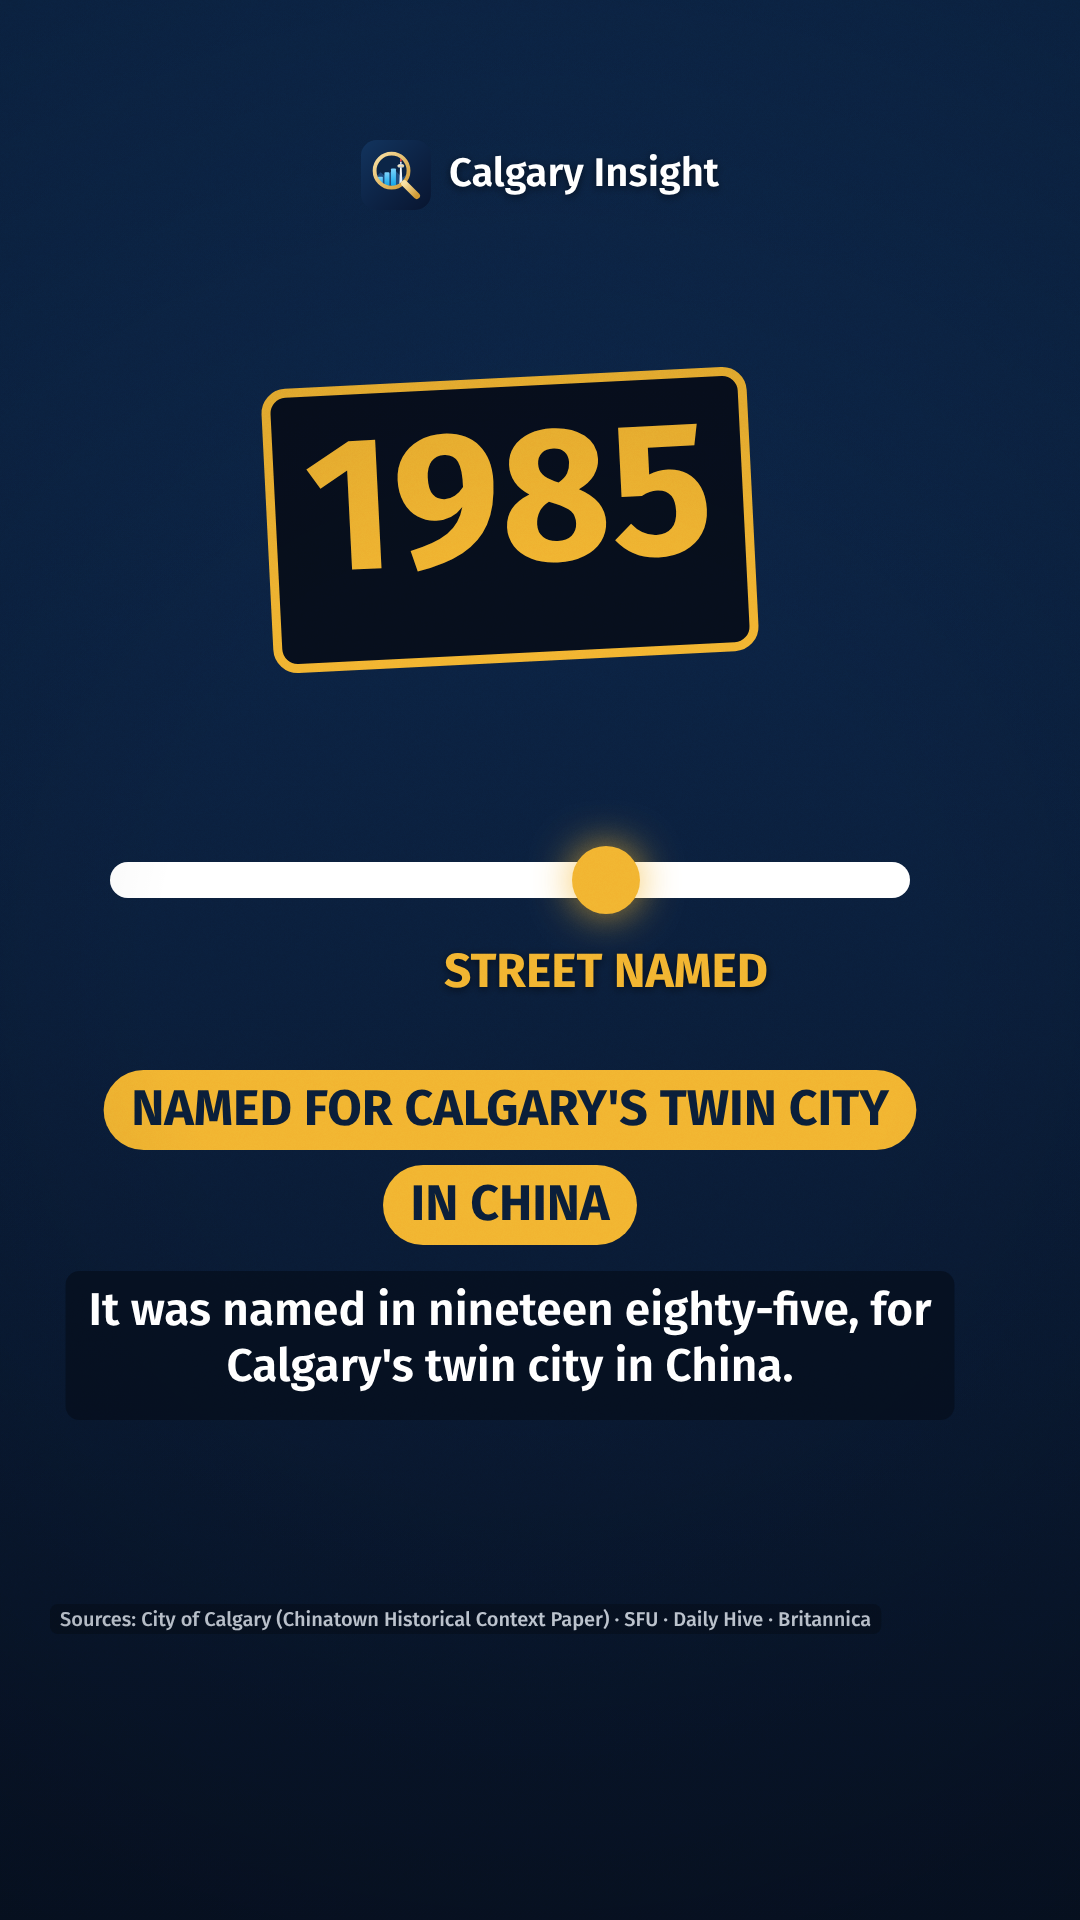 Calgary Insight
1985
STREET NAMED
NAMED FOR CALGARY'S TWIN CITY
IN CHINA
It was named in nineteen eighty-five, for
Calgary's twin city in China.
Sources: City of Calgary (Chinatown Historical Context Paper) · SFU · Daily Hive · Britannica